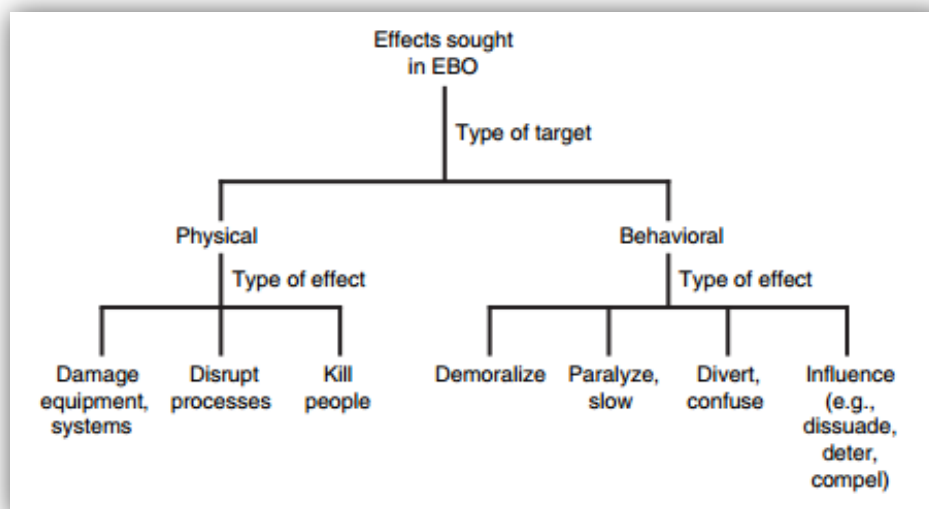 Effects sought
in EBO
Type of target
Physical
Behavioral
Type of effect
Type of effect
Damage
equipment,
systems
Disrupt
processes
Kill
people
Demoralize
Paralyze,
slow
Divert,
confuse
Influence
(e.g.,
dissuade,
deter,
compel)